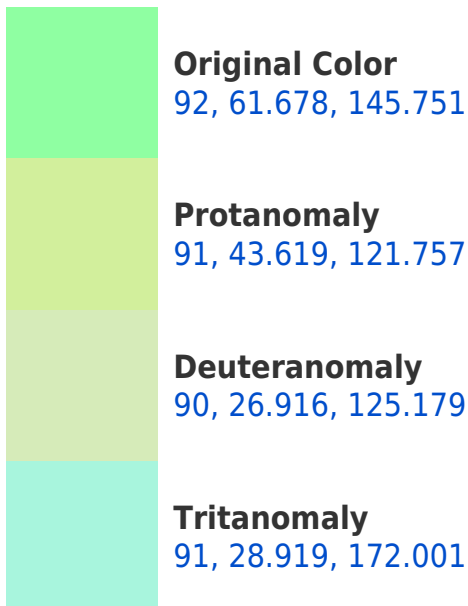 Original Color
92, 61.678, 145.751
Protanomaly
91, 43.619, 121.757
Deuteranomaly
90, 26.916, 125.179
Tritanomaly
91, 28.919, 172.001